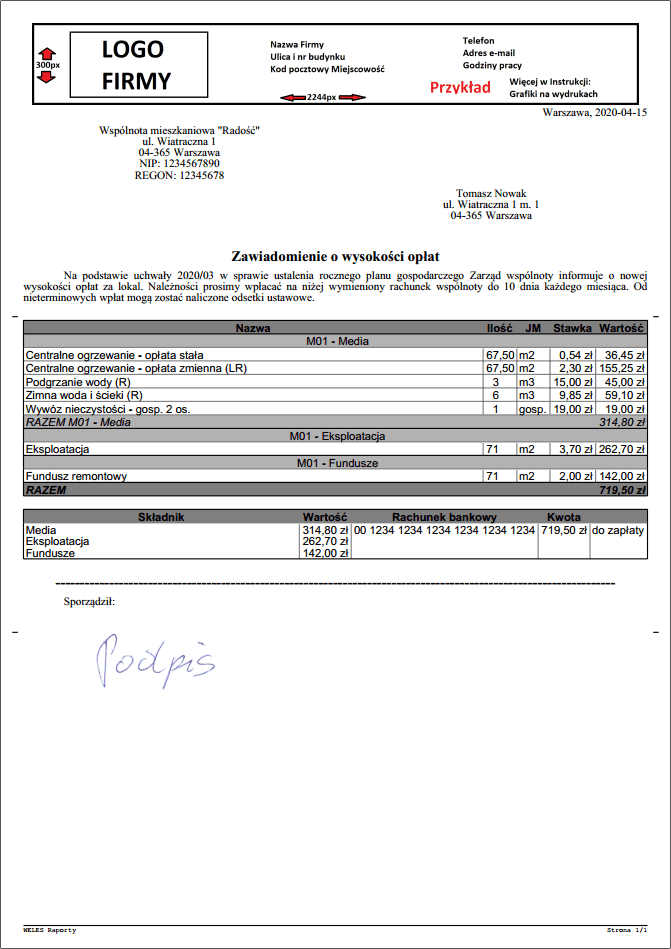 LOGO
FIRMY
300px
Nazwa Firmy
Ulica i nr budynku
Kod pocztowy Miejscowość
2244px
Telefon
Adres e-mail
Godziny pracy
Przykład
Więcej w Instrukcji:
Grafiki na wydrukach
Warszawa, 2020-04-15
Wspólnota mieszkaniowa "Radość"
ul. Wiatraczna 1
04-365 Warszawa
NIP: 1234567890
REGON: 12345678
Tomasz Nowak
ul. Wiatraczna 1 m. 1
04-365 Warszawa
Zawiadomienie o wysokości opłat
Na podstawie uchwały 2020/03 w sprawie ustalenia rocznego planu gospodarczego Zarząd wspólnoty informuje o nowej
wysokości opłat za lokal. Należności prosimy wpłacać na niżej wymieniony rachunek wspólnoty do 10 dnia każdego miesiąca. Od
nieterminowych wpłat mogą zostać naliczone odsetki ustawowe.
Nazwa Ilość JM Stawka Wartość
M01 - Media
Centralne ogrzewanie - opłata stała 67,50 m2 0,54 zł 36,45 zł
Centralne ogrzewanie - opłata zmienna (LR) 67,50 m2 2,30 zł 155,25 zł
Podgrzanie wody (R) 3 m3 15,00 zł 45,00 zł
Zimna woda i ścieki (R) 6 m3 9,85 zł 59,10 zł
Wywóz nieczystości - gosp. 2 os. 1 gosp. 19,00 zł 19,00 zł
RAZEM M01 - Media 314,80 zł
M01 - Eksploatacja
Eksploatacja 71 m2 3,70 zł 262,70 zł
M01 - Fundusze
Fundusz remontowy 71 m2 2,00 zł 142,00 zł
RAZEM 719,50 zł
Składnik Wartość Rachunek bankowy Kwota
Media 314,80 zł 00 1234 1234 1234 1234 1234 1234 719,50 zł do zapłaty
Eksploatacja 262,70 zł
Fundusze 142,00 zł
Sporządził:
Podpis
WELES Raporty Strona 1/1